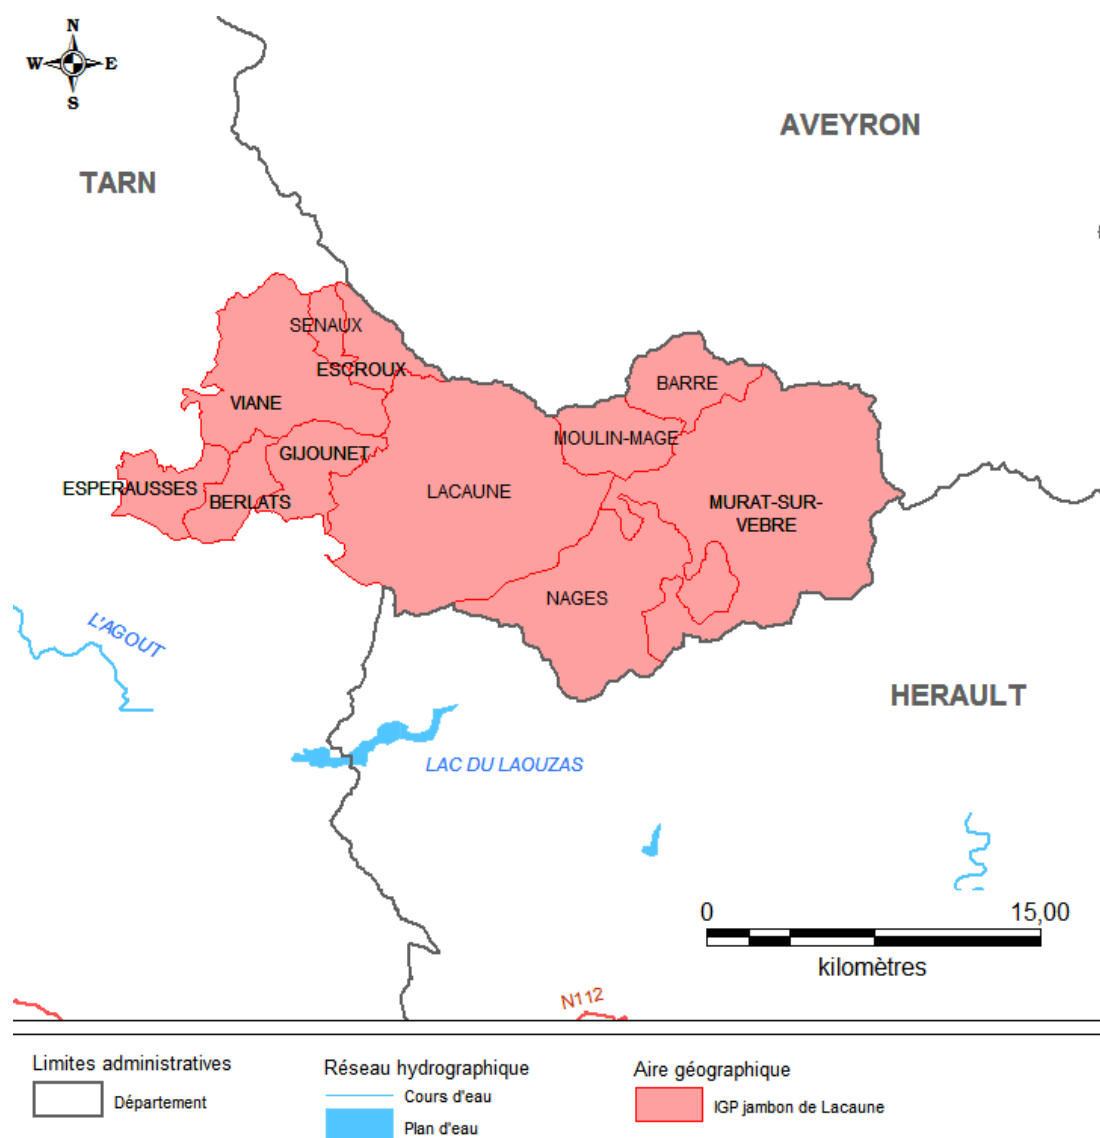 N
W E
S
AVEYRON
TARN
SENAUX
ESCROUX
BARRE
VIANE
MOULIN-MAGE
GIJOUNET
ESPERAUSSES
LACAUNE
BERLATS
MURAT-SUR-
VEBRE
NAGES
L'AGOUT
HERAULT
LAC DU LAOUZAS
0 15,00
kilomètres
N112
Limites administratives
Département
Réseau hydrographique
Cours d'eau
Plan d'eau
Aire géographique
IGP jambon de Lacaune